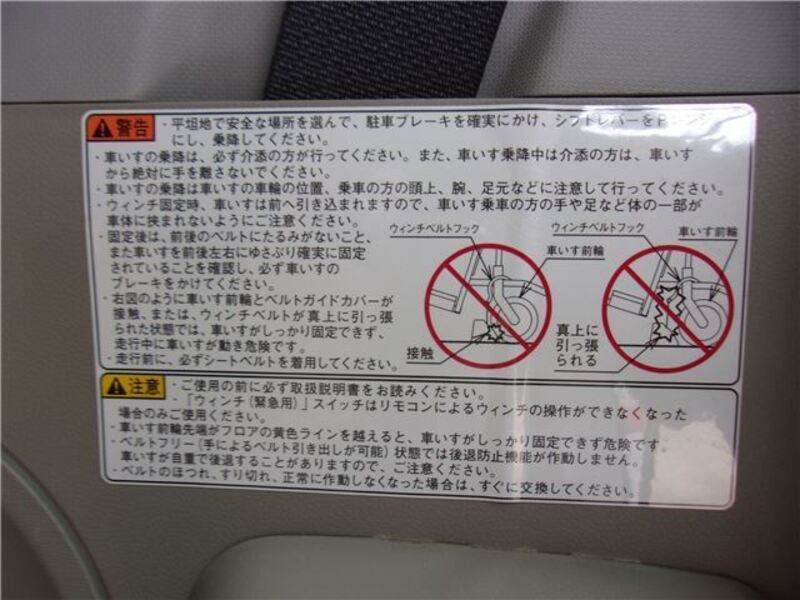 警告
・平坦地で安全な場所を選んで、駐車ブレーキを確実にかけ、シフトレバーをPレンジ
にし、乗降してください。
・車いすの乗降は、必ず介添の方が行ってください。また、車いす乗降中は介添の方は、車いす
から絶対に手を離さないでください。
・車いすの乗降は車いすの車輪の位置、乗車の方の頭上、腕、足元などに注意して行ってください。
・ウィンチ固定時、車いすは前へ引き込まれますので、車いす乗車の方の手や足など体の一部が
車体に挟まれないようにご注意ください。
・固定後は、前後のベルトにたるみがないこと、
また車いすを前後左右にゆさぶり確実に固定
されていることを確認し、必ず車いすの
ブレーキをかけてください。
・右図のように車いす前輪とベルトガイドカバーが
接触、または、ウィンチベルトが真上に引っ張
られた状態では、車いすがしっかり固定できず、
走行中に車いすが動き危険です。
・走行前に、必ずシートベルトを着用してください。
ウィンチベルトフック
車いす前輪
接触
ウィンチベルトフック
車いす前輪
真上に
引っ張
られる
注意
・ご使用の前に必ず取扱説明書をお読みください。
・「ウィンチ(緊急用)」スイッチはリモコンによるウィンチの操作ができなくなった
場合のみご使用ください。
・車いす前輪先端がフロアの黄色ラインを越えると、車いすがしっかり固定できず危険です
・ベルトフリー(手によるベルト引き出しが可能)状態では後退防止機能が作動しません。
車いすが自重で後退することがありますので、ご注意ください。
・ベルトのほつれ、すり切れ、正常に作動しなくなった場合は、すぐに交換してください。